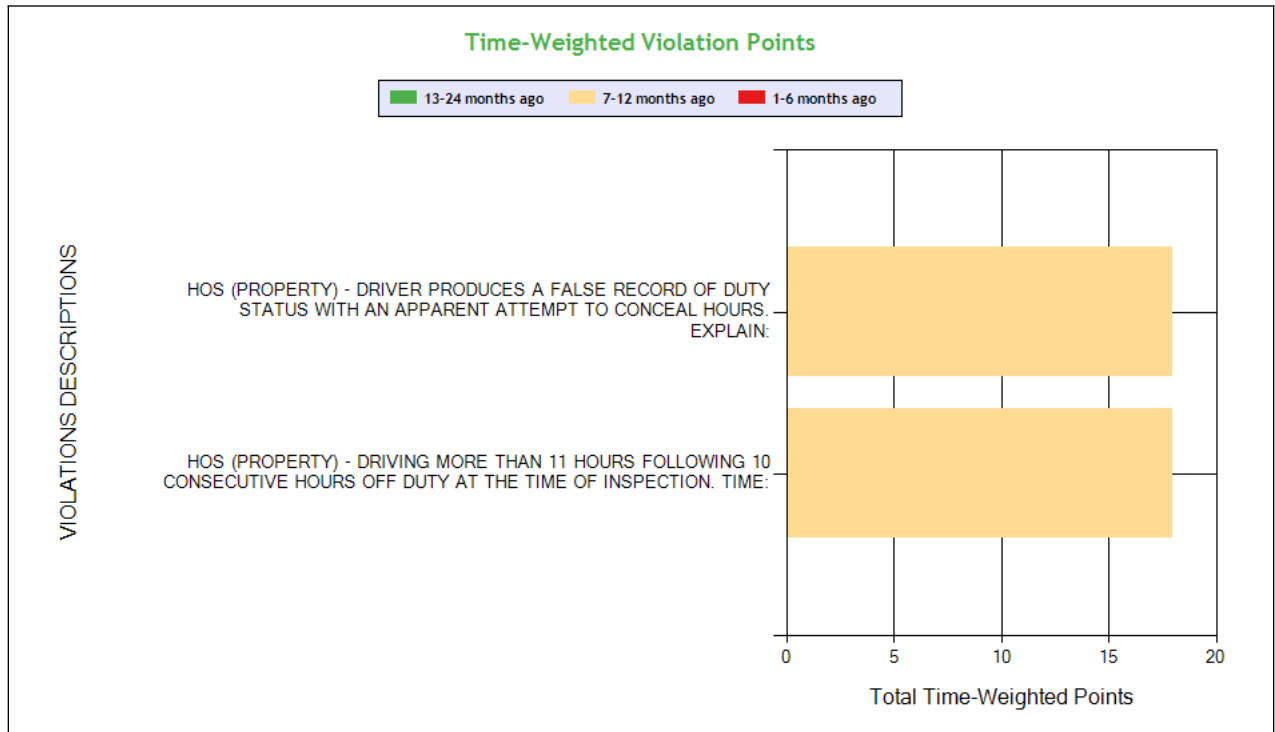 Time-Weighted Violation Points
13-24 months ago 7-12 months ago 1-6 months ago
VIOLATIONS DESCRIPTIONS
HOS (PROPERTY) - DRIVER PRODUCES A FALSE RECORD OF DUTY
STATUS WITH AN APPARENT ATTEMPT TO CONCEAL HOURS.
EXPLAIN:
HOS (PROPERTY) - DRIVING MORE THAN 11 HOURS FOLLOWING 10
CONSECUTIVE HOURS OFF DUTY AT THE TIME OF INSPECTION. TIME:
0 5 10 15 20
Total Time-Weighted Points